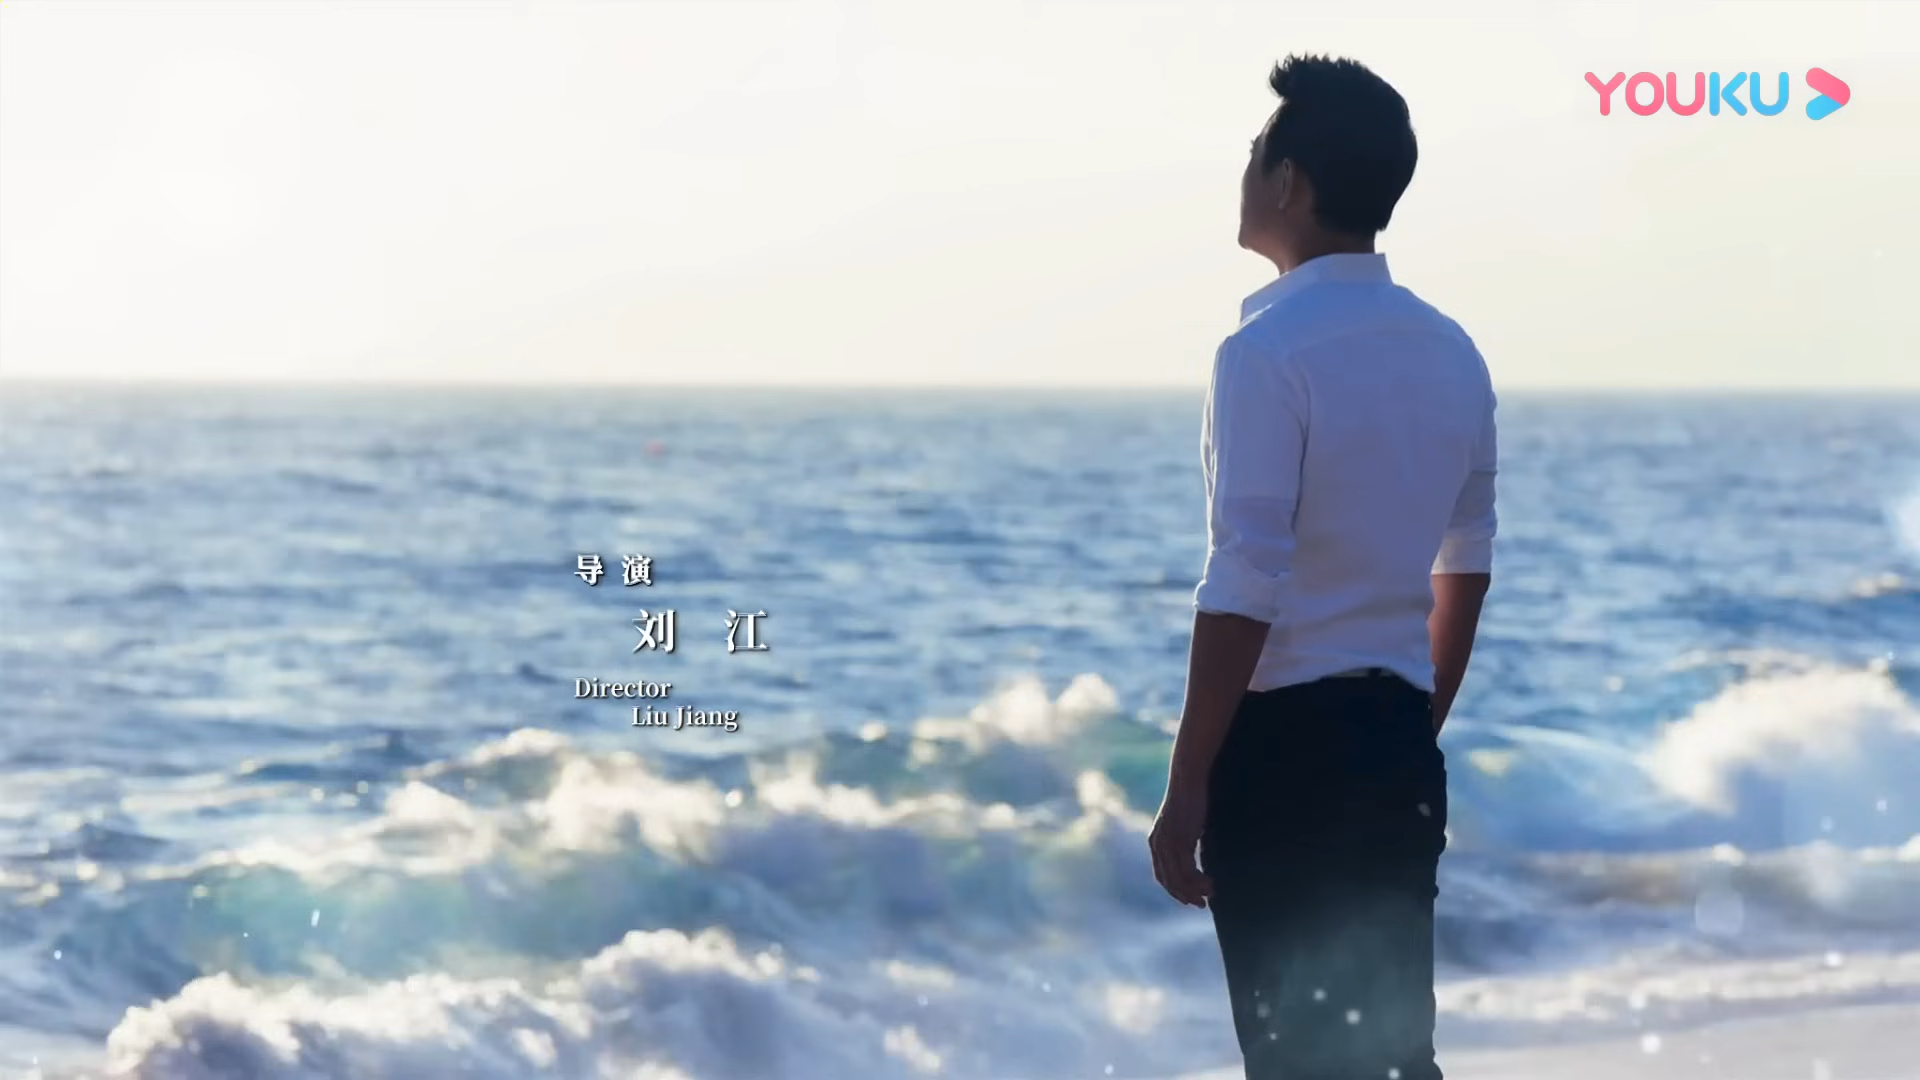 YOUKU
导演
刘江
Director
Liu Jiang